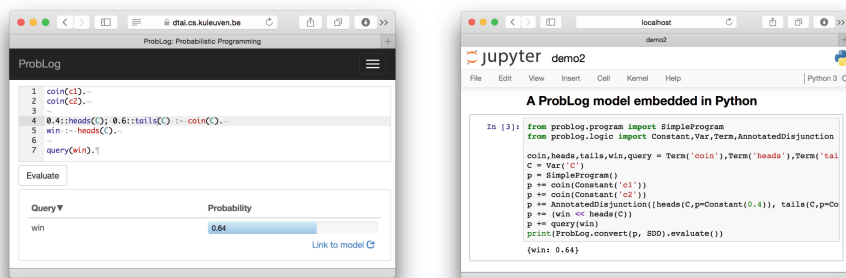 dtai.cs.kuleuven.be
ProbLog: Probabilistic Programming
ProbLog
1 coin(c1).
2 coin(c2).
3
4 0.4::heads(C); 0.6::tails(C) :- coin(C).
5 win :- heads(C).
6
7 query(win).
Evaluate
Query▼ Probability
win 0.64
Link to model
localhost
demo2
jupyter demo2
File Edit View Insert Cell Kernel Help Python 3
A ProbLog model embedded in Python
In [3]: from problog.program import SimpleProgram
from problog.logic import Constant,Var,Term,AnnotatedDisjunction
coin,heads,tails,win,query = Term('coin'),Term('heads'),Term('tai
C = Var('C')
p = SimpleProgram()
p += coin(Constant('c1'))
p += coin(Constant('c2'))
p += AnnotatedDisjunction([heads(C,p=Constant(0.4)), tails(C,p=Co
p += (win << heads(C))
p += query(win)
print(ProbLog.convert(p, SDD).evaluate())
{win: 0.64}